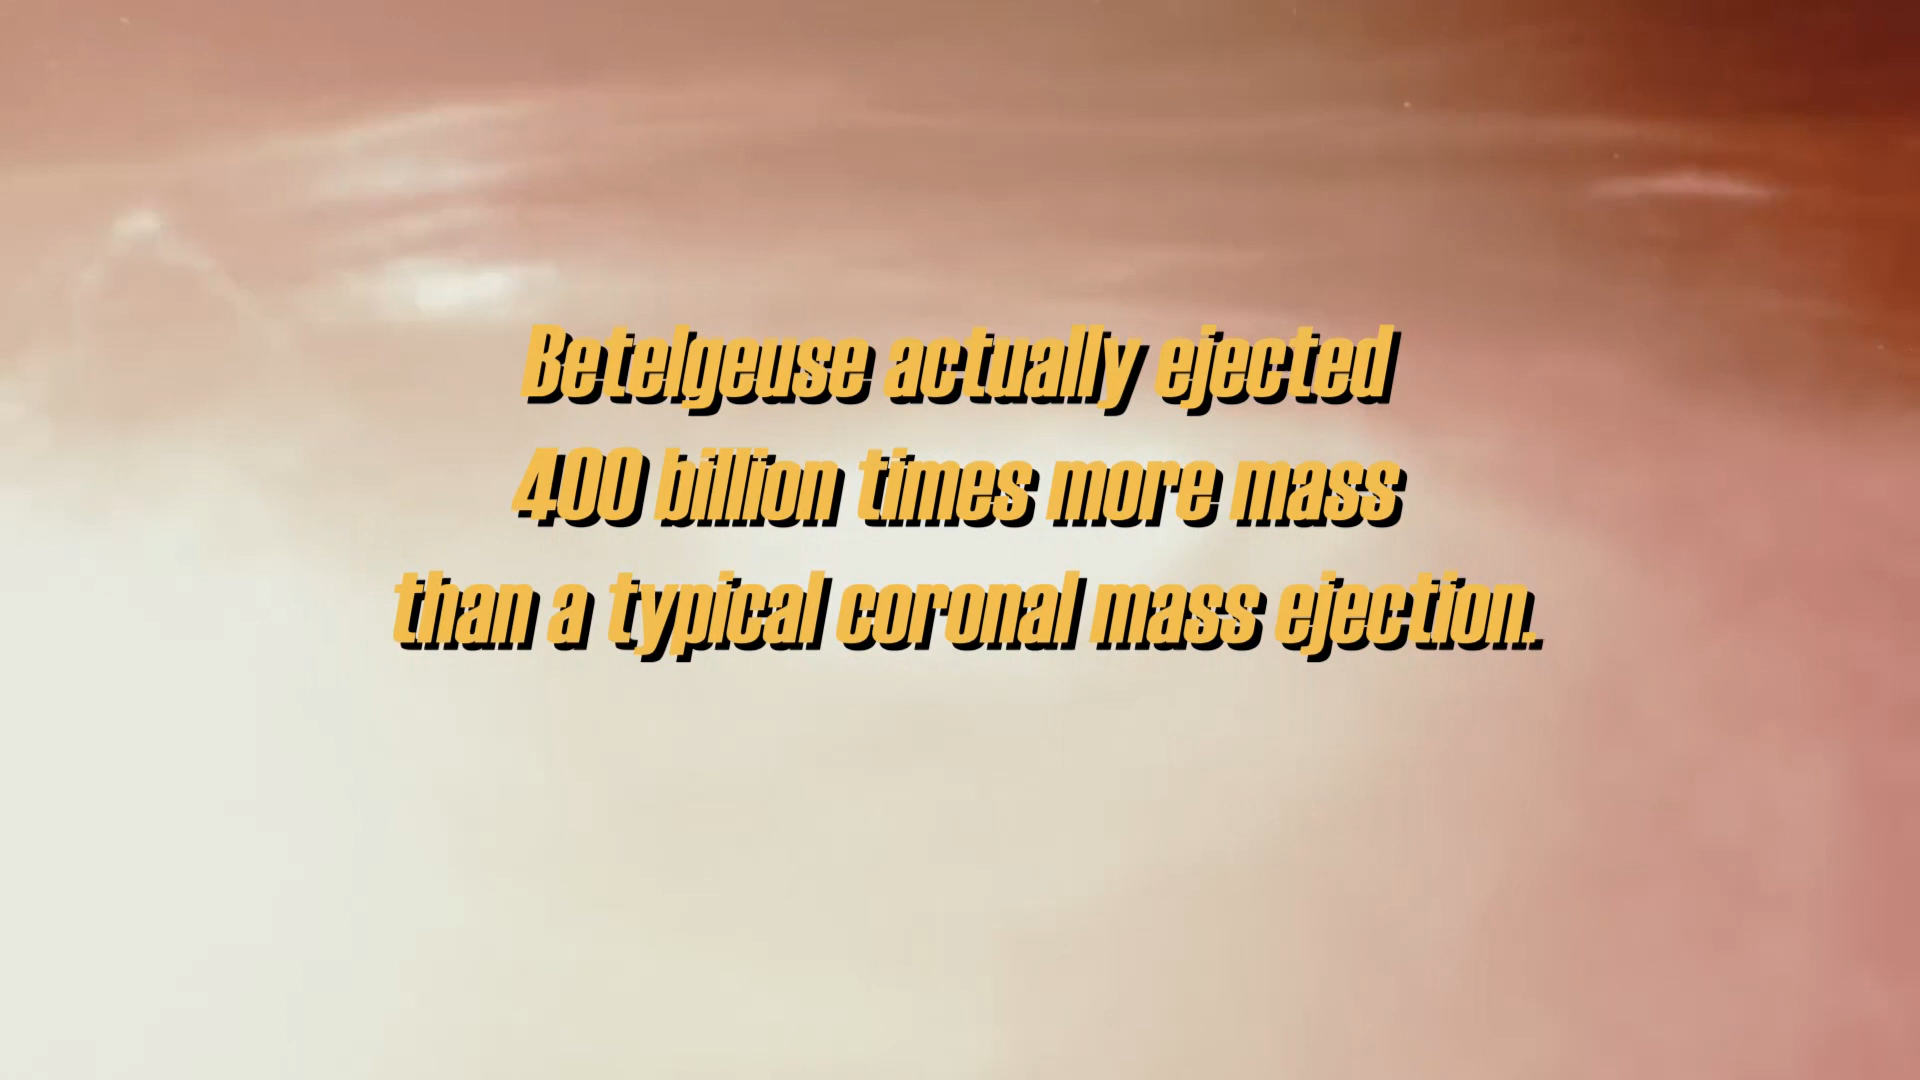 Betelgeuse actually ejected
400 billion times more mass
than a typical coronal mass ejection.